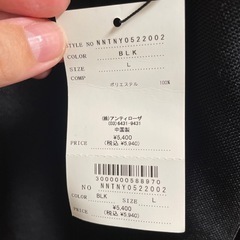 STYLE NO NNTNY0522002
COLOR BLK
SIZE L
COMP
ポリエステル 100%
(株)アンティローザ
(02)-6431-9431
中国製
¥5,400
PRICE (税込 ¥5,940)
3000000588970
NO NNTNY0522002
COLOR BLK SIZE L
¥5,400
PRICE (税込 ¥5,940)